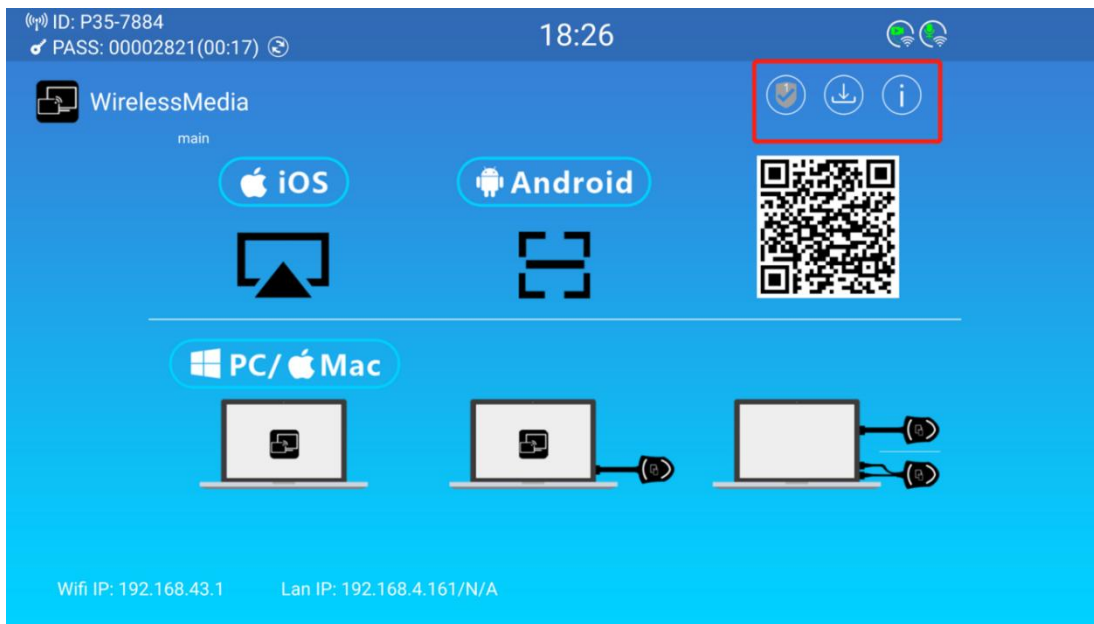 ID: P35-7884
PASS: 00002821(00:17)
18:26
WirelessMedia
main
1
i
iOS
Android
PC/ Mac
Wifi IP: 192.168.43.1
Lan IP: 192.168.4.161/N/A